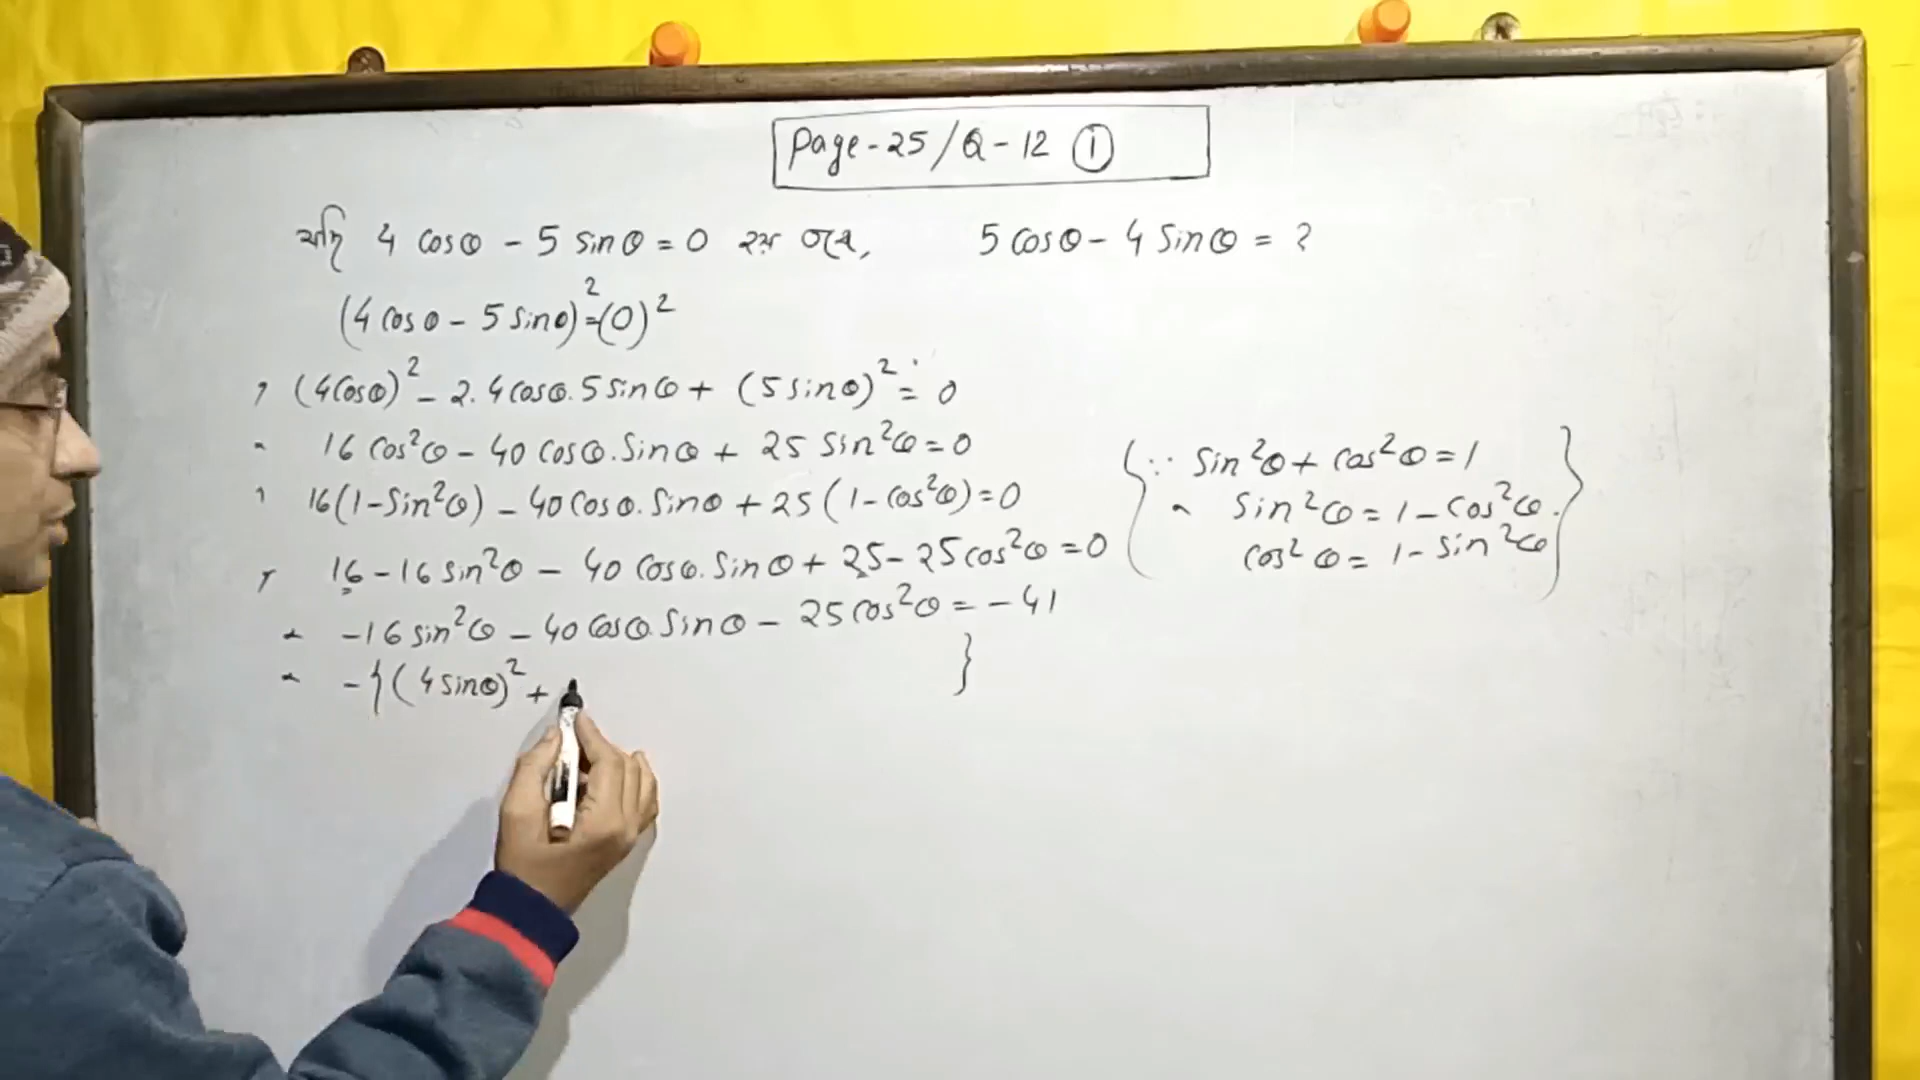 Page-25/Q-12 ①
যদি 4 cosθ - 5 sinθ = 0 হয় তবে, 5 cosθ - 4 sinθ = ?
(4 cosθ - 5 sinθ)² = (0)²
, (4cosθ)² - 2. 4cosθ. 5 sinθ + (5 sinθ)² = 0
" 16 cos²θ - 40 cosθ. sinθ + 25 sin²θ = 0
, 16(1-sin²θ) - 40 cosθ. sinθ + 25 (1-cos²θ) = 0
, 16 - 16 sin²θ - 40 cosθ. sinθ + 25 - 25 cos²θ = 0
" -16 sin²θ - 40 cosθ. sinθ - 25 cos²θ = - 41
" -{(4 sinθ)² + }
{∵ sin²θ + cos²θ = 1
" sin²θ = 1 - cos²θ.
cos²θ = 1 - sin²θ}